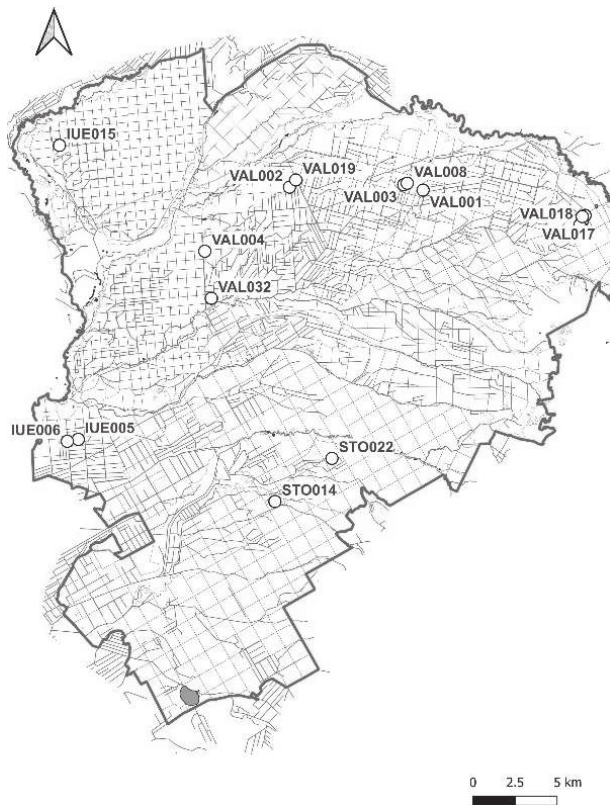 IUE015
VAL019
VAL002
VAL008
VAL003
VAL001
VAL018
VAL017
VAL004
VAL032
IUE006
IUE005
STO022
STO014
0 2.5 5 km